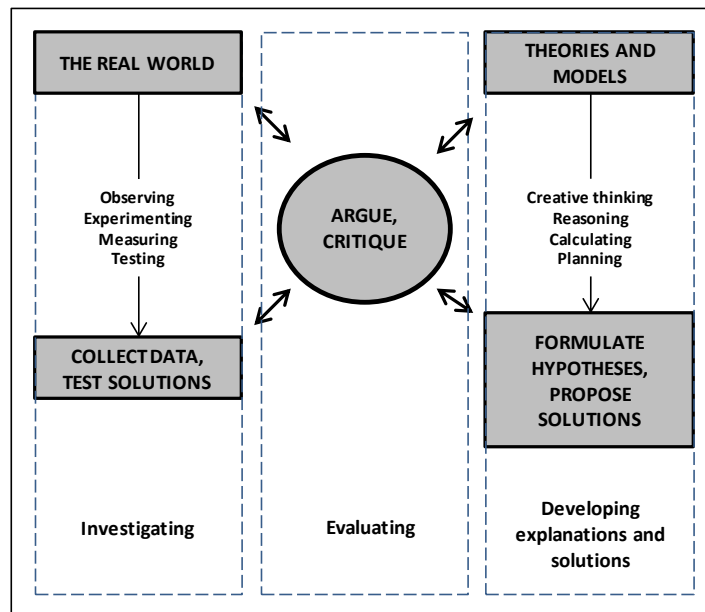 THE REAL WORLD
Observing
Experimenting
Measuring
Testing
COLLECT DATA,
TEST SOLUTIONS
Investigating
ARGUE,
CRITIQUE
Evaluating
THEORIES AND
MODELS
Creative thinking
Reasoning
Calculating
Planning
FORMULATE
HYPOTHESES,
PROPOSE
SOLUTIONS
Developing
explanations and
solutions